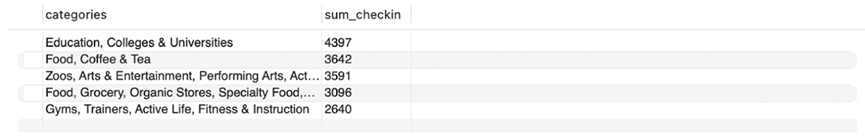 categories sum_checkin
Education, Colleges & Universities 4397
Food, Coffee & Tea 3642
Zoos, Arts & Entertainment, Performing Arts, Act... 3591
Food, Grocery, Organic Stores, Specialty Food,... 3096
Gyms, Trainers, Active Life, Fitness & Instruction 2640